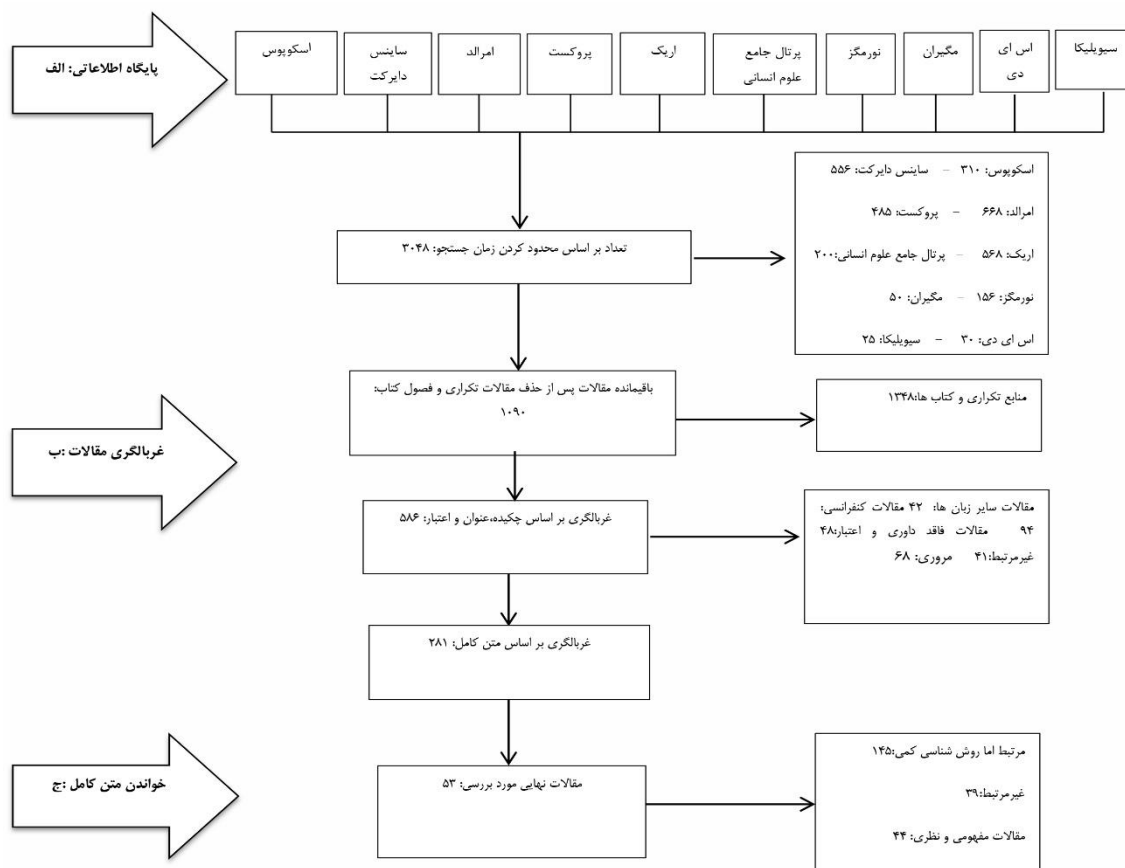 پایگاه اطلاعاتی: الف
سیویلیکا
اس ای
دی
مگیران
نورمگز
پرتال جامع
علوم انسانی
اریک
پروکست
امرالد
ساینس
دایرکت
اسکوپوس
اسکوپوس: ۳۱۰ – ساینس دایرکت: ۵۵۶
امرالد: ۶۶۸ – پروکست: ۴۸۵
اریک: ۵۶۸ – پرتال جامع علوم انسانی:۲۰۰
نورمگز: ۱۵۶ – مگیران: ۵۰
اس ای دی: ۳۰ – سیویلیکا: ۲۵
تعداد بر اساس محدود کردن زمان جستجو: ۳۰۴۸
باقیمانده مقالات پس از حذف مقالات تکراری و فصول کتاب:
۱۰۹۰
منابع تکراری و کتاب ها:۱۳۴۸
غربالگری مقالات :ب
غربالگری بر اساس چکیده،عنوان و اعتبار: ۵۸۶
مقالات سایر زبان ها: ۴۲ مقالات کنفرانسی:
۹۴ مقالات فاقد داوری و اعتبار:۴۸
غیرمرتبط:۴۱ مروری: ۶۸
غربالگری بر اساس متن کامل: ۲۸۱
خواندن متن کامل :ج
مقالات نهایی مورد بررسی: ۵۳
مرتبط اما روش شناسی کمی:۱۴۵
غیرمرتبط:۳۹
مقالات مفهومی و نظری: ۴۴